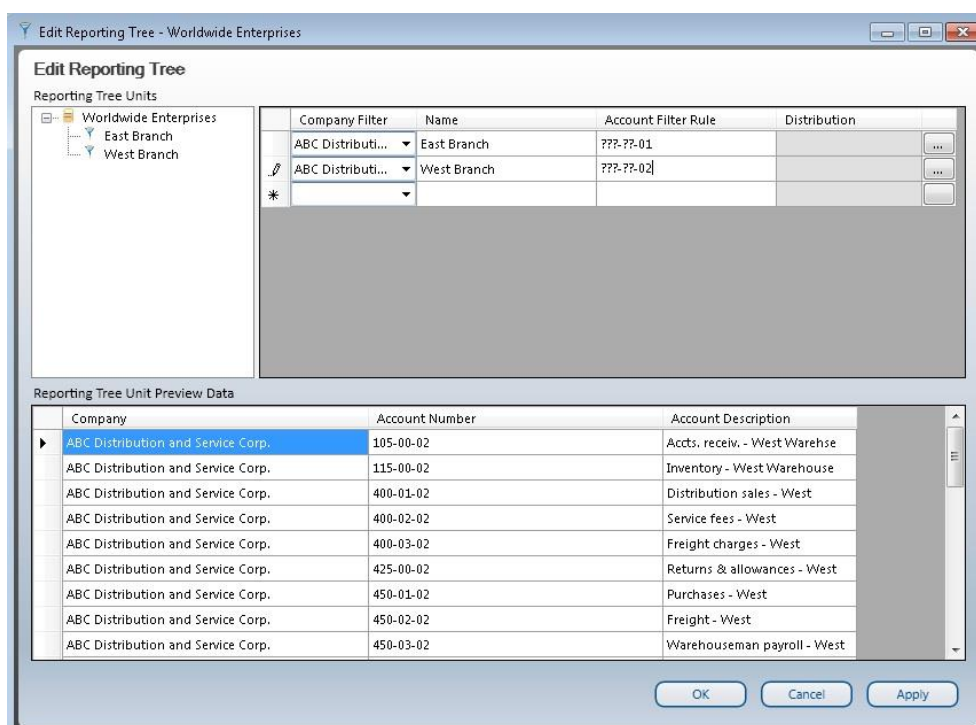 Edit Reporting Tree - Worldwide Enterprises
Edit Reporting Tree
Reporting Tree Units
Worldwide Enterprises
East Branch
West Branch
Company Filter Name Account Filter Rule Distribution
ABC Distributi... East Branch ???-??-01 ...
ABC Distributi... West Branch ???-??-02 ...
Reporting Tree Unit Preview Data
Company Account Number Account Description
ABC Distribution and Service Corp. 105-00-02 Accts. receiv. - West Warehse
ABC Distribution and Service Corp. 115-00-02 Inventory - West Warehouse
ABC Distribution and Service Corp. 400-01-02 Distribution sales - West
ABC Distribution and Service Corp. 400-02-02 Service fees - West
ABC Distribution and Service Corp. 400-03-02 Freight charges - West
ABC Distribution and Service Corp. 425-00-02 Returns & allowances - West
ABC Distribution and Service Corp. 450-01-02 Purchases - West
ABC Distribution and Service Corp. 450-02-02 Freight - West
ABC Distribution and Service Corp. 450-03-02 Warehouseman payroll - West
OK Cancel Apply